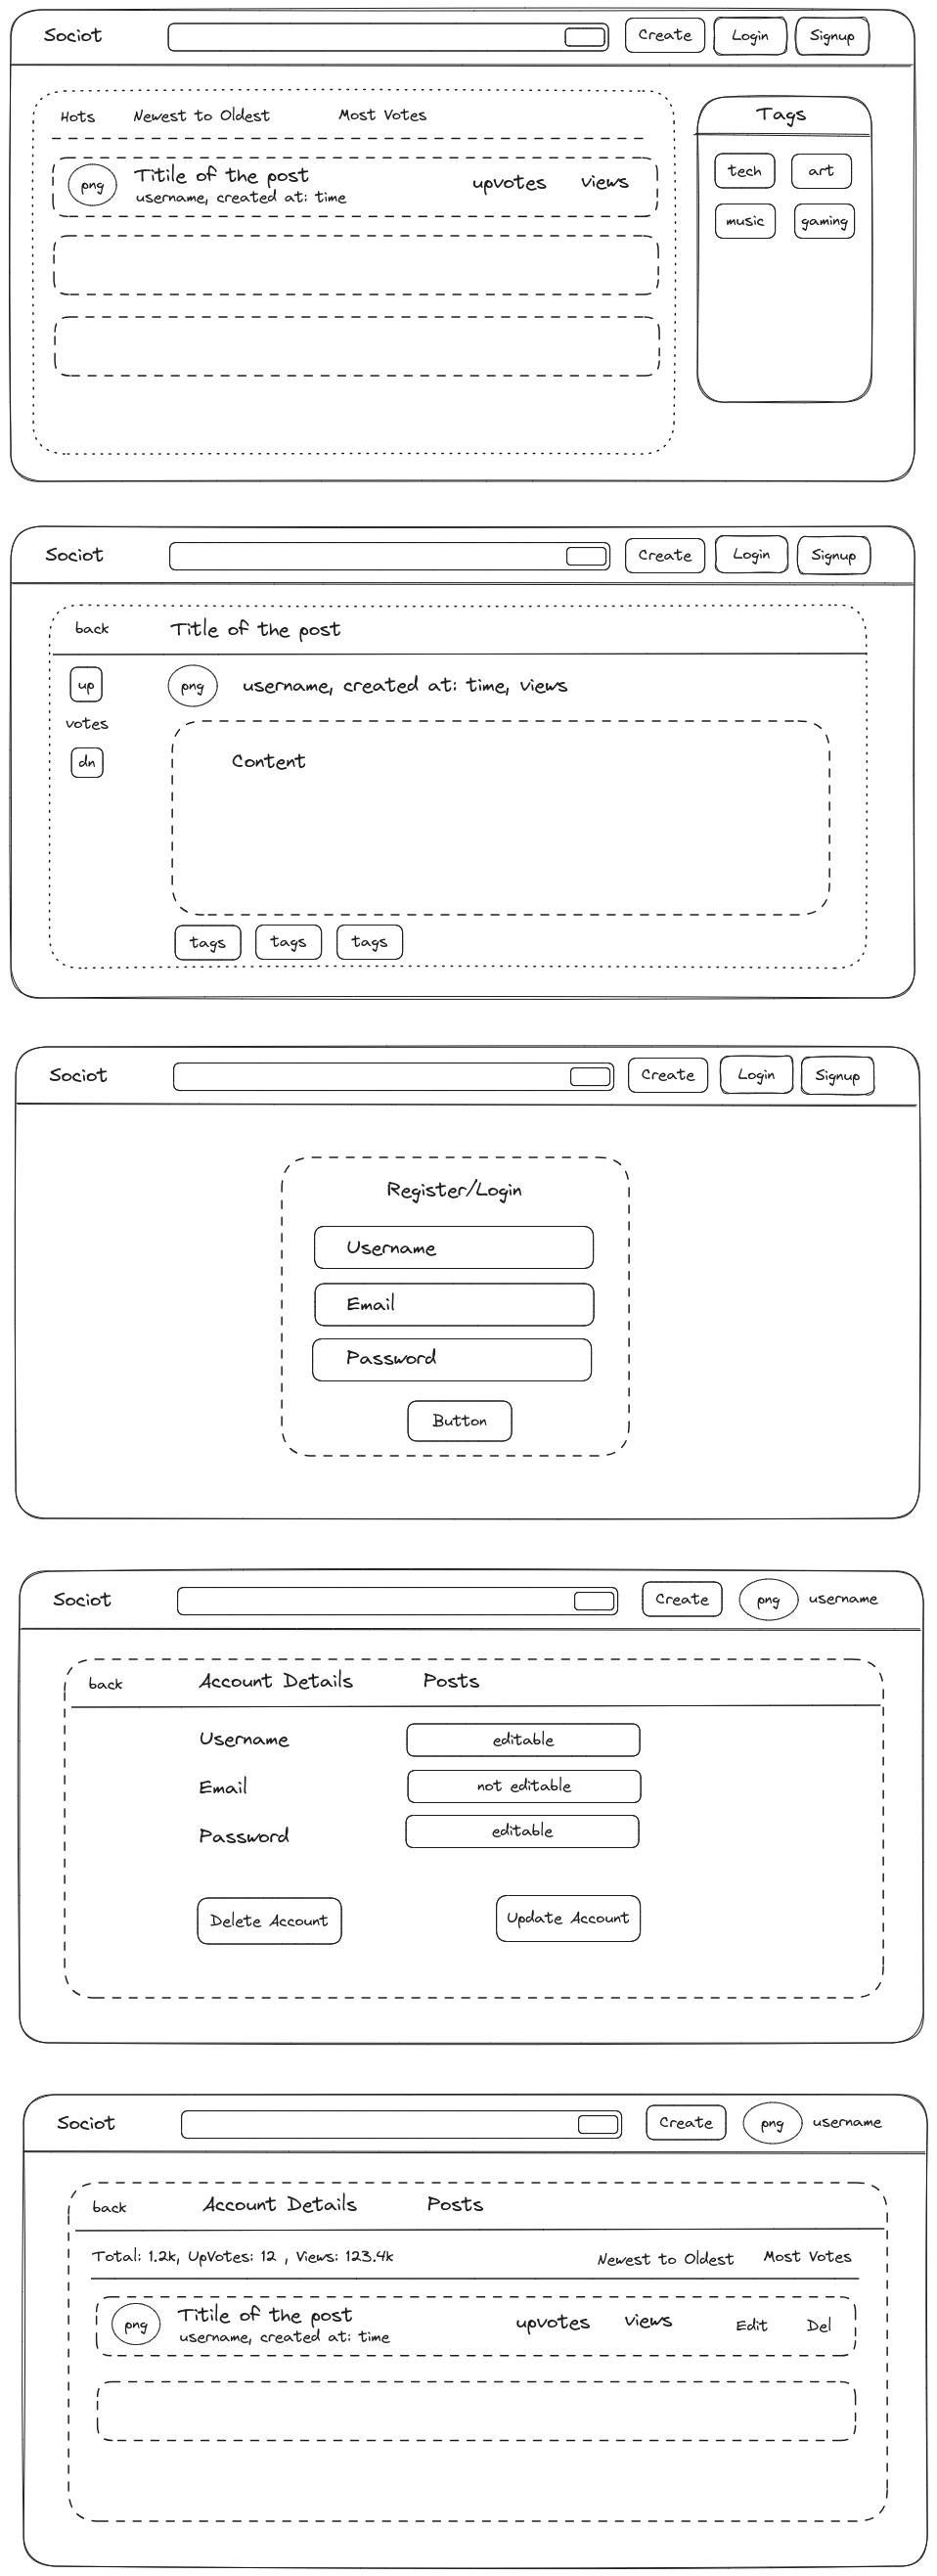 Sociot Create Login Signup
Hots Newest to Oldest Most Votes
Tags
png Titile of the post upvotes views
username, created at: time
tech art
music gaming
Sociot Create Login Signup
back Title of the post
up png username, created at: time, views
votes
dn Content
tags tags tags
Sociot Create Login Signup
Register/Login
Username
Email
Password
Button
Sociot Create png username
back Account Details Posts
Username editable
Email not editable
Password editable
Delete Account Update Account
Sociot Create png username
back Account Details Posts
Total: 1.2k, UpVotes: 12 , Views: 123.4k Newest to Oldest Most Votes
png Titile of the post upvotes views Edit Del
username, created at: time